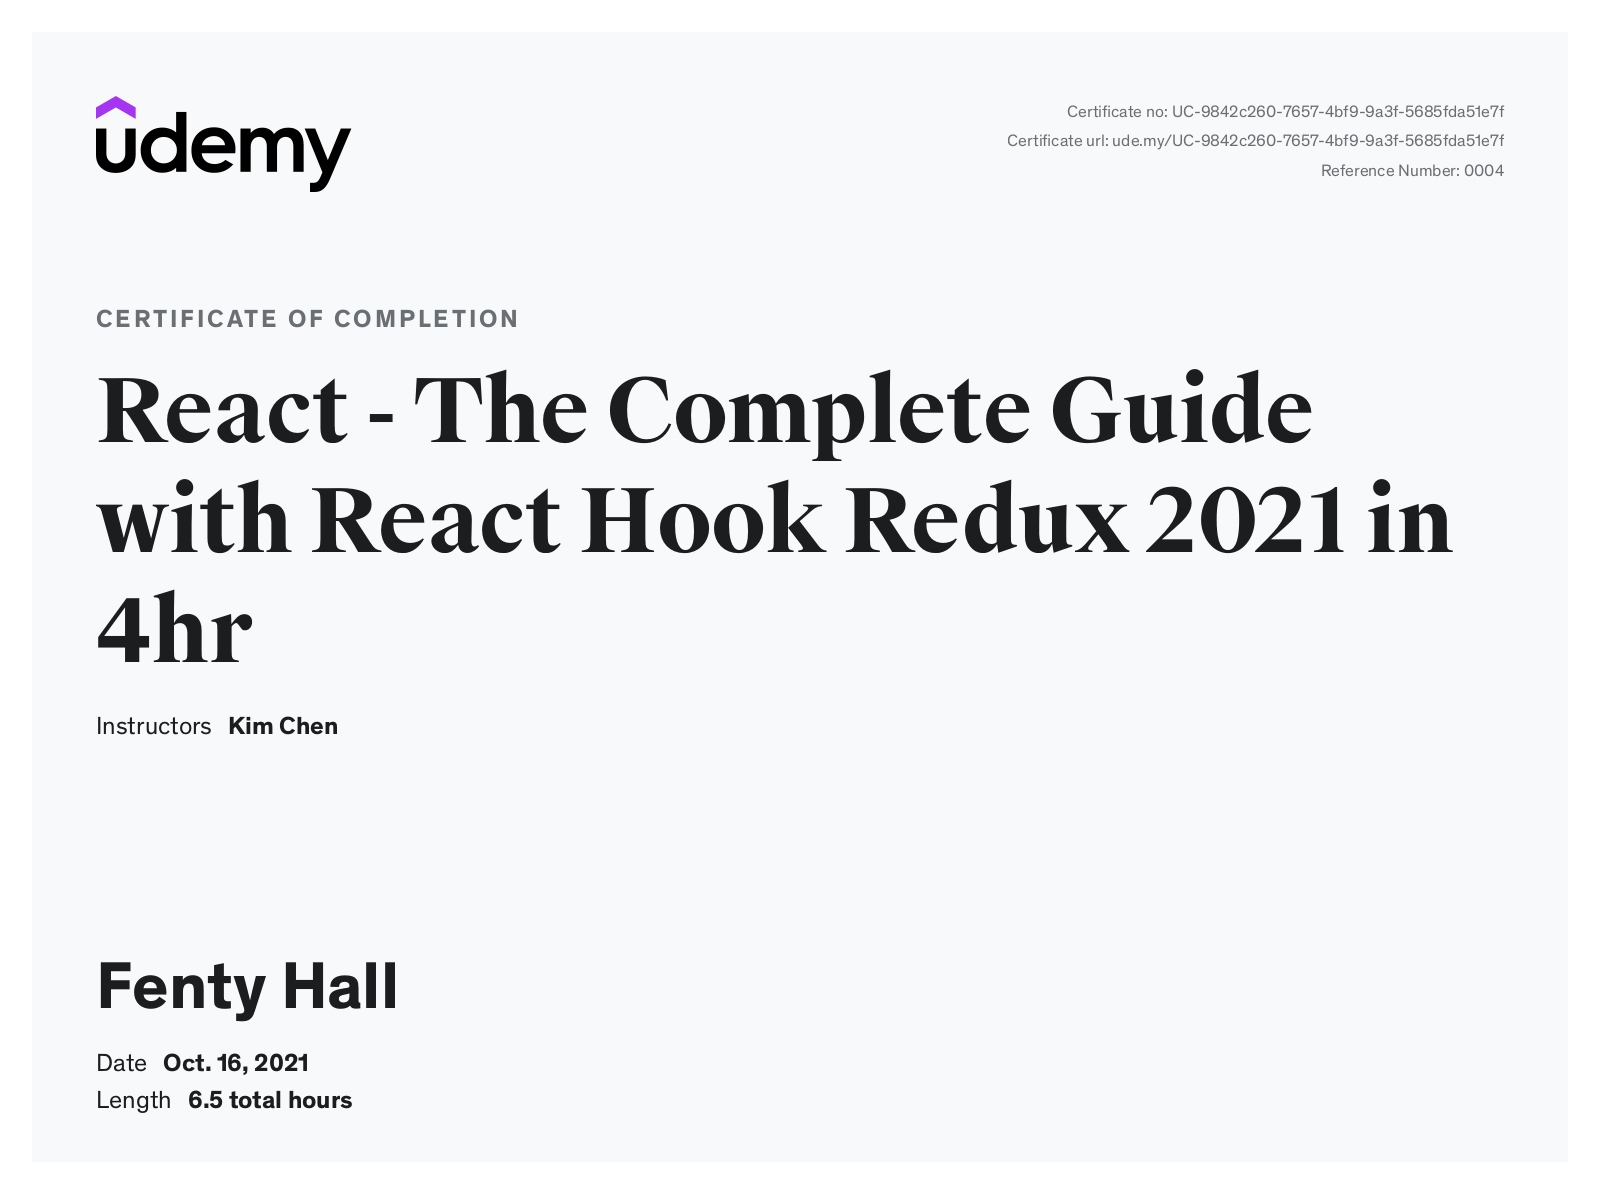 udemy
Certificate no: UC-9842c260-7657-4bf9-9a3f-5685fda51e7f
Certificate url: ude.my/UC-9842c260-7657-4bf9-9a3f-5685fda51e7f
Reference Number: 0004
CERTIFICATE OF COMPLETION
React - The Complete Guide
with React Hook Redux 2021 in
4hr
Instructors Kim Chen
Fenty Hall
Date Oct. 16, 2021
Length 6.5 total hours